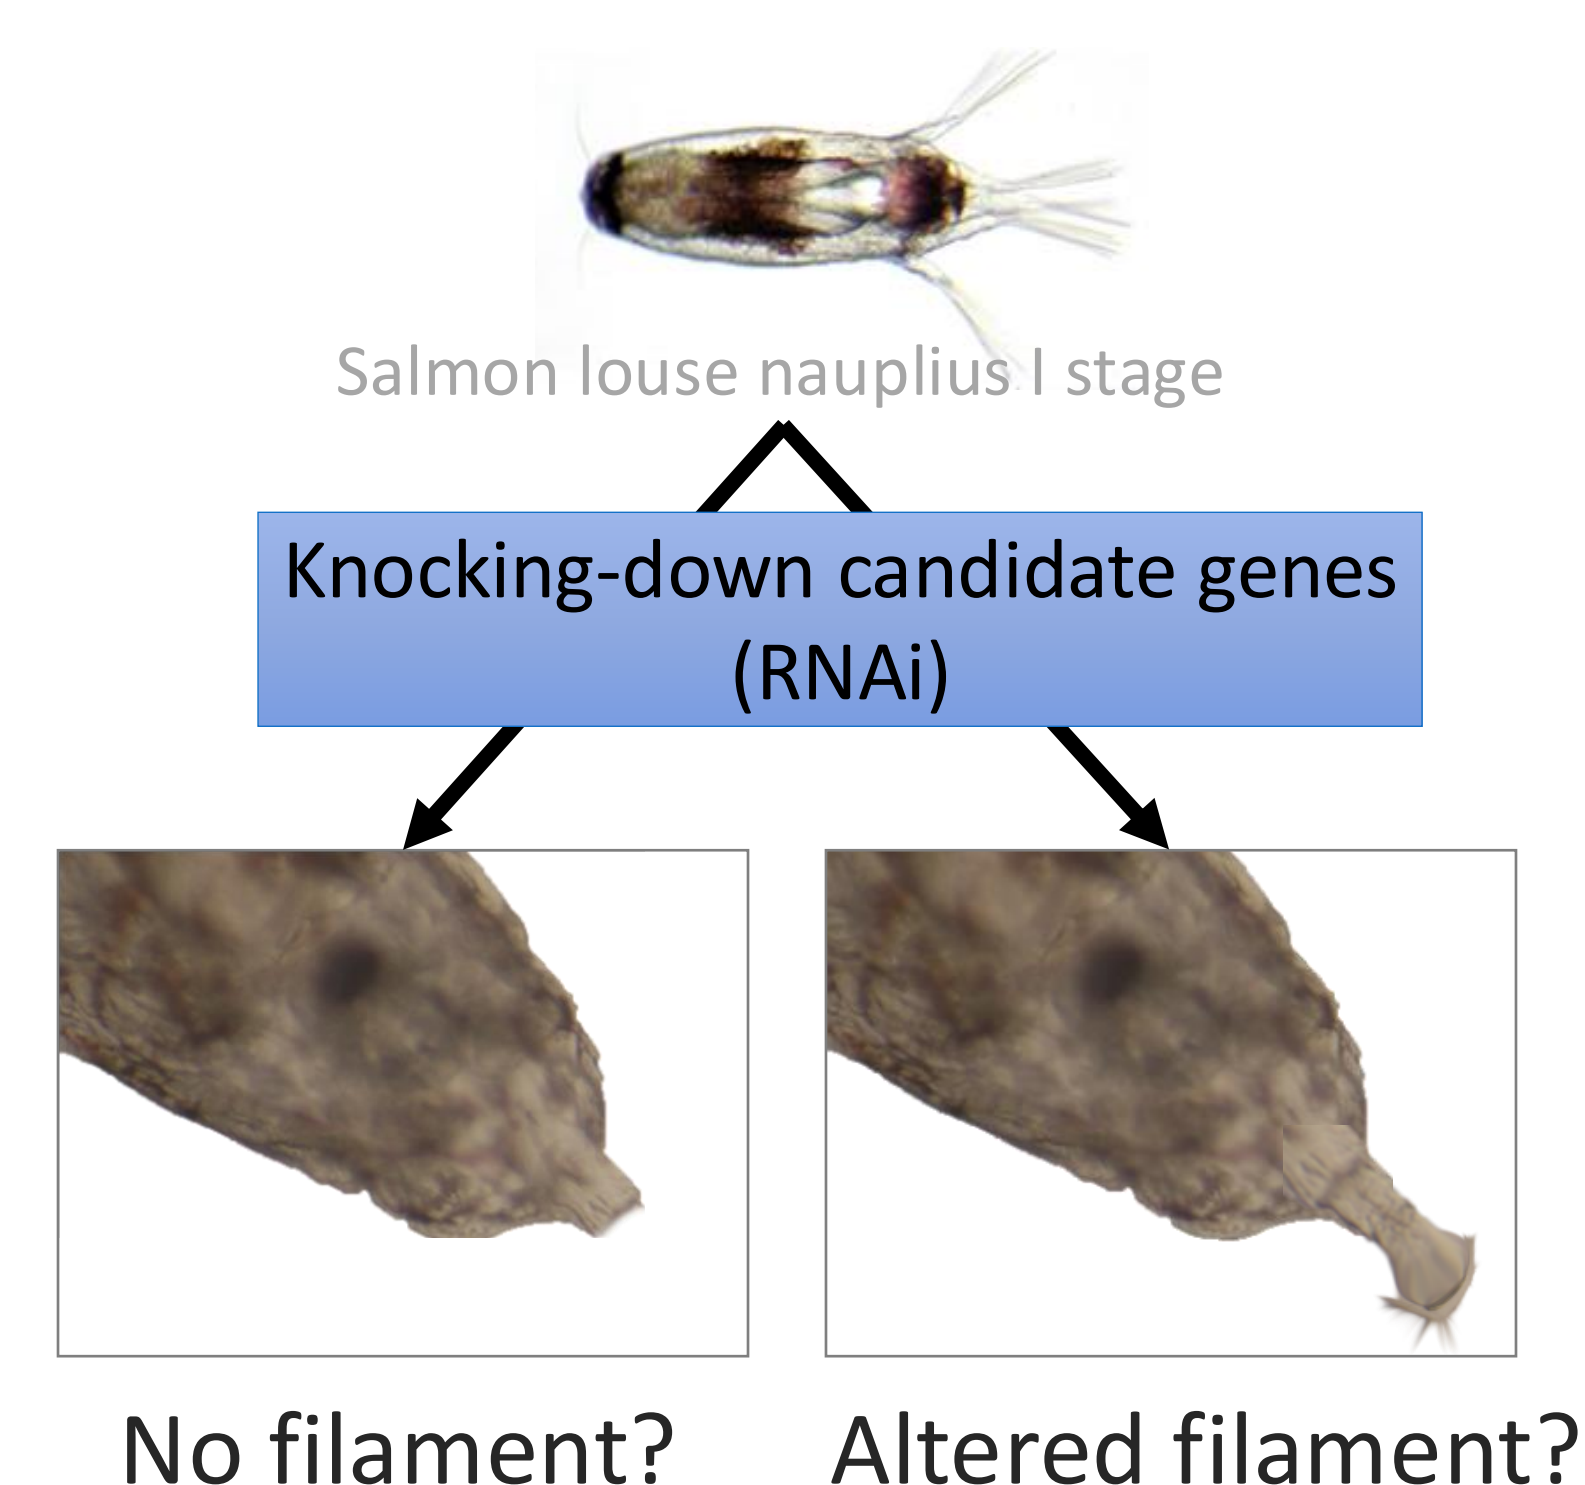 Salmon louse nauplius I stage
Knocking-down candidate genes
(RNAi)
No filament?
Altered filament?